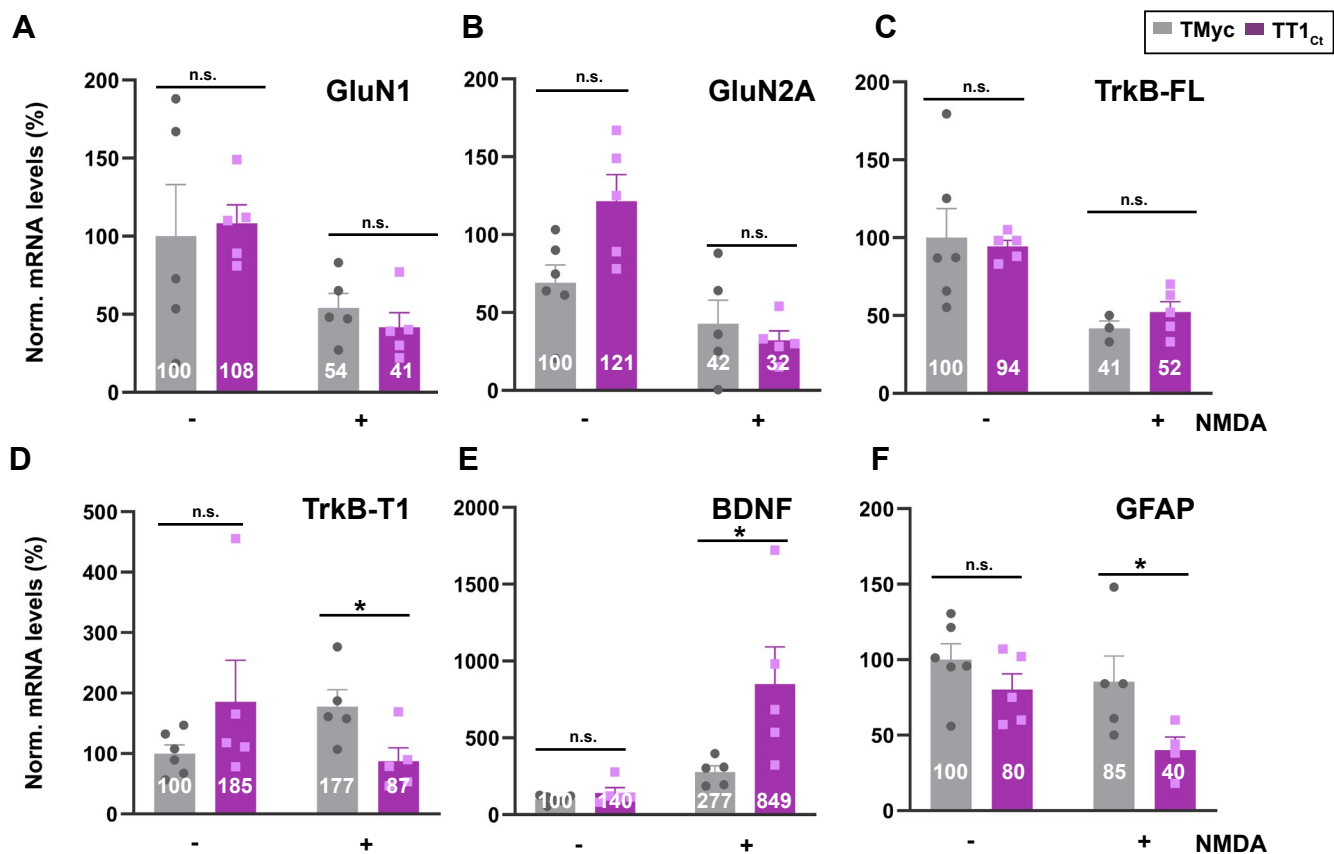 TMyc TT1Ct
A
Norm. mRNA levels (%)
200
150
100
50
0
n.s.
GluN1
n.s.
100 108 54 41
- +
B
200
150
100
50
0
n.s.
GluN2A
n.s.
100 121 42 32
- +
C
200
150
100
50
0
n.s.
TrkB-FL
n.s.
100 94 41 52
- + NMDA
D
Norm. mRNA levels (%)
500
400
300
200
100
0
n.s.
TrkB-T1
*
100 185 177 87
- +
E
2000
1500
1000
500
0
n.s.
BDNF
*
100 140 277 849
- +
F
200
150
100
50
0
n.s.
GFAP
*
100 80 85 40
- + NMDA